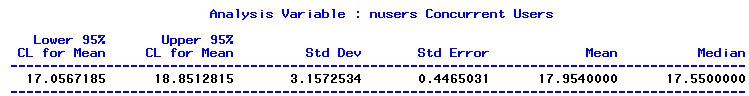 Analysis Variable : nusers Concurrent Users
Lower 95% Upper 95%
CL for Mean CL for Mean Std Dev Std Error Mean Median
17.0567185 18.8512815 3.1572534 0.4465031 17.9540000 17.5500000